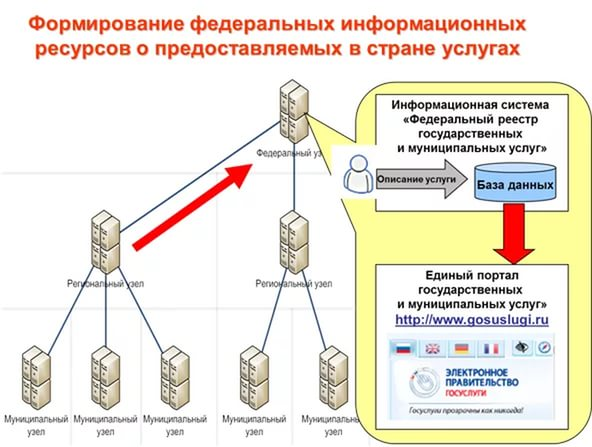 Формирование федеральных информационных
ресурсов о предоставляемых в стране услугах
Информационная система
«Федеральный реестр
государственных
и муниципальных услуг»
Федеральный уз
Описание услуги
База данных
Региональный узел
Региональный узел
Единый портал
государственных
и муниципальных услуг»
http://www.gosuslugi.ru
ЭЛЕКТРОННОЕ
ПРАВИТЕЛЬСТВО
ГОСУСЛУГИ
Госуслуги прозрачны как никогда!
Муниципальный
узел
Муниципальный
узел
Муниципальный
узел
Муниципальный
узел
Муниципальный
узел